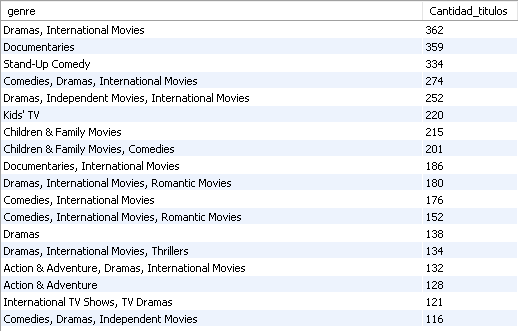 genre Cantidad_titulos
Dramas, International Movies 362
Documentaries 359
Stand-Up Comedy 334
Comedies, Dramas, International Movies 274
Dramas, Independent Movies, International Movies 252
Kids' TV 220
Children & Family Movies 215
Children & Family Movies, Comedies 201
Documentaries, International Movies 186
Dramas, International Movies, Romantic Movies 180
Comedies, International Movies 176
Comedies, International Movies, Romantic Movies 152
Dramas 138
Dramas, International Movies, Thrillers 134
Action & Adventure, Dramas, International Movies 132
Action & Adventure 128
International TV Shows, TV Dramas 121
Comedies, Dramas, Independent Movies 116